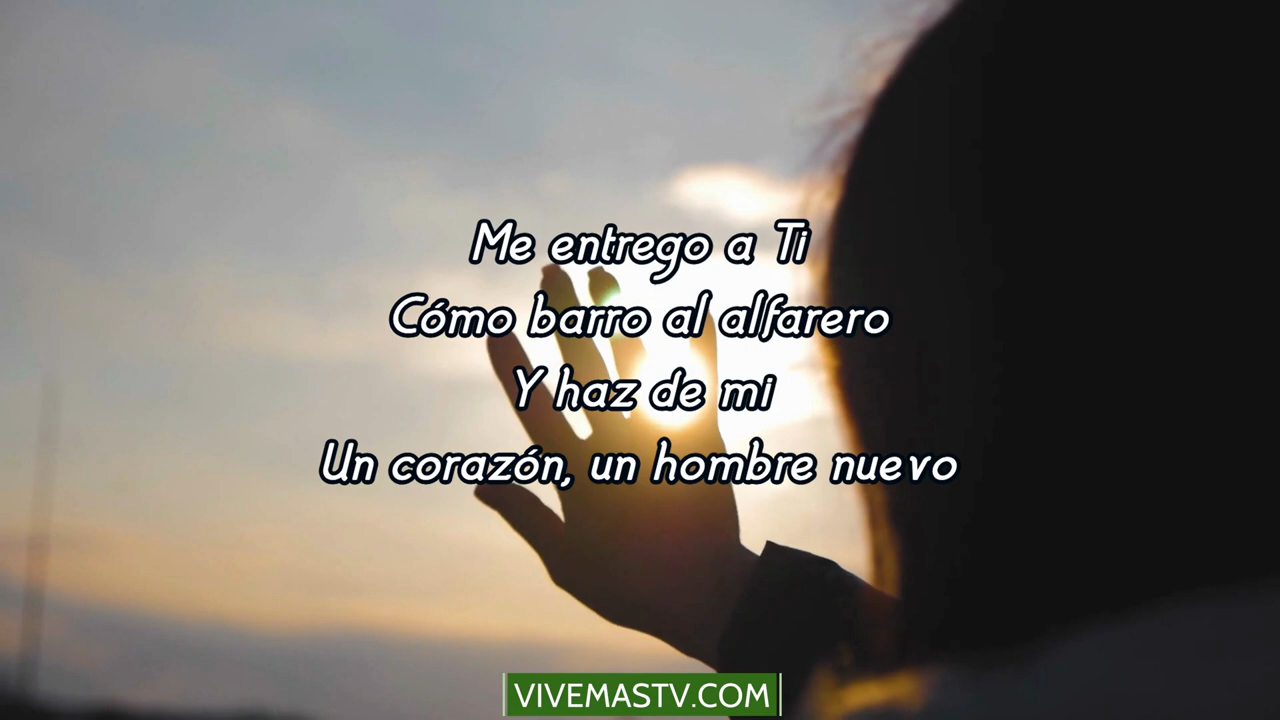 Me entrego a Ti
Cómo barro al alfarero
Y haz de mi
Un corazón, un hombre nuevo
VIVEMASTV.COM